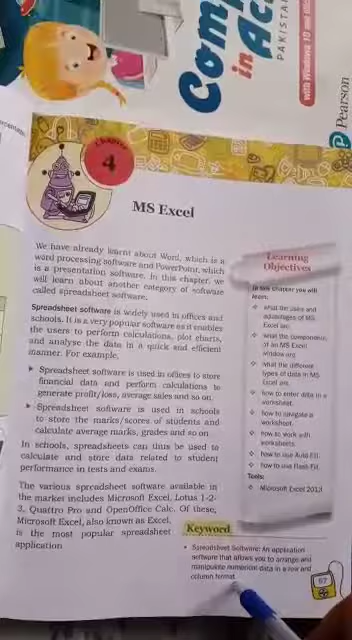 Com
in Ac
PAKISTAN
with Windows 10 and
Pearson
Chapter
4
MS Excel
We have already learnt about Word, which is a
word processing software and PowerPoint, which
is a presentation software. In this chapter, we
will learn about another category of software
called spreadsheet software.
Spreadsheet software is widely used in offices and
schools. It is a very popular software as it enables
the users to perform calculations, plot charts,
and analyse the data in a quick and efficient
manner. For example,
Spreadsheet software is used in offices to store
financial data and perform calculations to
generate profit/loss, average sales and so on.
Spreadsheet software is used in schools
to store the marks/scores of students and
calculate average marks, grades and so on.
In schools, spreadsheets can thus be used to
calculate and store data related to student
performance in tests and exams.
The various spreadsheet software available in
the market includes Microsoft Excel, Lotus 1-2-
3, Quattro Pro and OpenOffice Calc. Of these,
Microsoft Excel, also known as Excel,
is the most popular spreadsheet
application
Learning
Objectives
In this chapter you will
learn:
what the uses and
advantages of MS
Excel are.
what the components
of an MS Excel
window are.
what the different
types of data in MS
Excel are.
how to enter data in a
worksheet.
how to navigate a
worksheet.
how to work with
worksheets.
how to use Auto Fill.
how to use Flash Fill.
Tools:
Microsoft Excel 2013
Keyword
Spreadsheet Software: An application
software that allows you to arrange and
manipulate numerical data in a row and
column format.
67